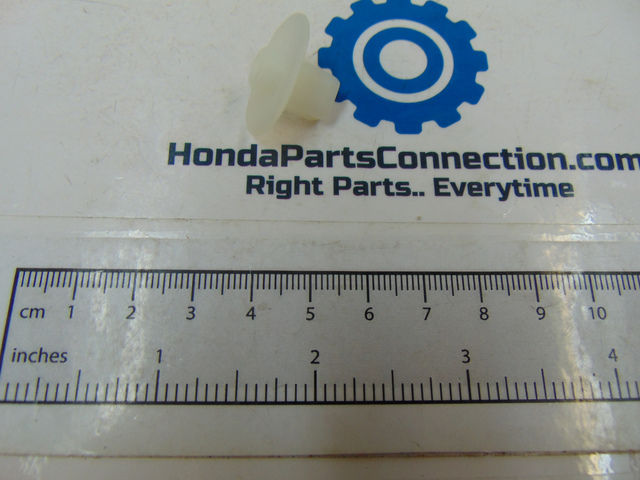 HondaPartsConnection.com
Right Parts.. Everytime
cm 1 2 3 4 5 6 7 8 9 10
inches 1 2 3 4